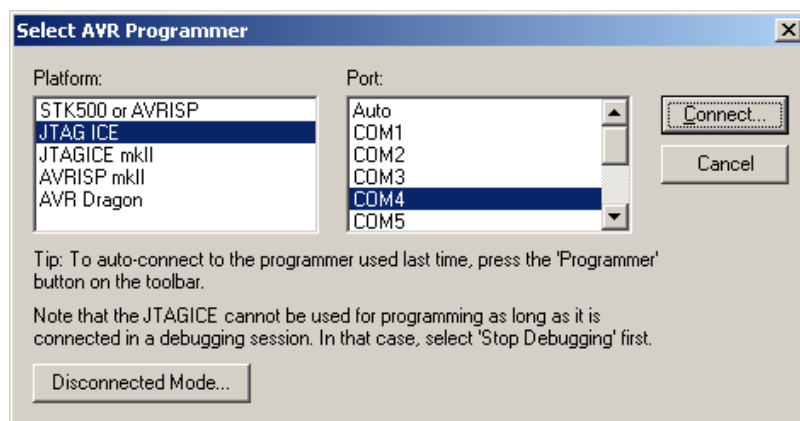 Select AVR Programmer
Platform:
STK500 or AVRISP
JTAG ICE
JTAGICE mkII
AVRISP mkII
AVR Dragon
Port:
Auto
COM1
COM2
COM3
COM4
COM5
Connect...
Cancel
Tip: To auto-connect to the programmer used last time, press the 'Programmer'
button on the toolbar.
Note that the JTAGICE cannot be used for programming as long as it is
connected in a debugging session. In that case, select 'Stop Debugging' first.
Disconnected Mode...